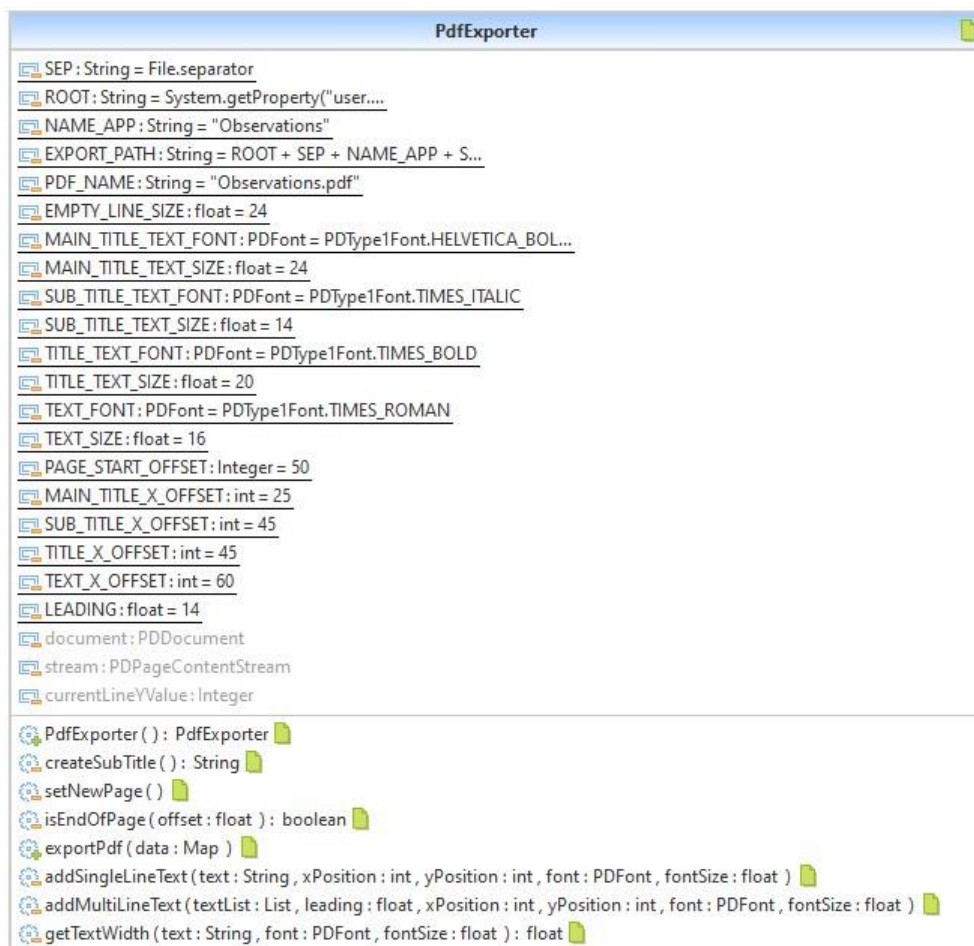 PdfExporter
SEP : String = File.separator
ROOT : String = System.getProperty("user....
NAME_APP : String = "Observations"
EXPORT_PATH : String = ROOT + SEP + NAME_APP + S...
PDF_NAME : String = "Observations.pdf"
EMPTY_LINE_SIZE : float = 24
MAIN_TITLE_TEXT_FONT : PDFont = PDType1Font.HELVETICA_BOL...
MAIN_TITLE_TEXT_SIZE : float = 24
SUB_TITLE_TEXT_FONT : PDFont = PDType1Font.TIMES_ITALIC
SUB_TITLE_TEXT_SIZE : float = 14
TITLE_TEXT_FONT : PDFont = PDType1Font.TIMES_BOLD
TITLE_TEXT_SIZE : float = 20
TEXT_FONT : PDFont = PDType1Font.TIMES_ROMAN
TEXT_SIZE : float = 16
PAGE_START_OFFSET : Integer = 50
MAIN_TITLE_X_OFFSET : int = 25
SUB_TITLE_X_OFFSET : int = 45
TITLE_X_OFFSET : int = 45
TEXT_X_OFFSET : int = 60
LEADING : float = 14
document : PDDocument
stream : PDPageContentStream
currentLineYValue : Integer
PdfExporter ( ) : PdfExporter
createSubTitle ( ) : String
setNewPage ( )
isEndOfPage ( offset : float ) : boolean
exportPdf ( data : Map )
addSingleLineText ( text : String , xPosition : int , yPosition : int , font : PDFont , fontSize : float )
addMultiLineText ( textList : List , leading : float , xPosition : int , yPosition : int , font : PDFont , fontSize : float )
getTextWidth ( text : String , font : PDFont , fontSize : float ) : float